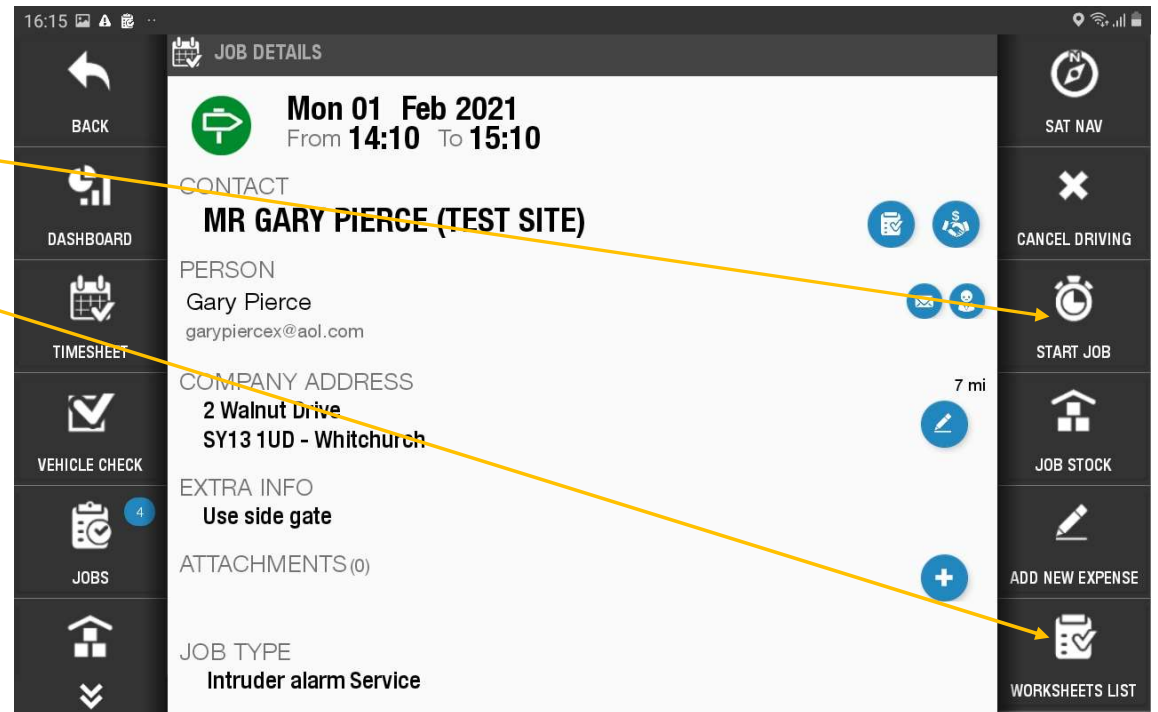 16:15
JOB DETAILS
BACK
DASHBOARD
TIMESHEET
VEHICLE CHECK
4
JOBS
Mon 01 Feb 2021
From 14:10 To 15:10
CONTACT
MR GARY PIERCE (TEST SITE)
PERSON
Gary Pierce
garypiercex@aol.com
COMPANY ADDRESS
7 mi
2 Walnut Drive
SY13 1UD - Whitchurch
EXTRA INFO
Use side gate
ATTACHMENTS (0)
JOB TYPE
Intruder alarm Service
N
SAT NAV
CANCEL DRIVING
START JOB
JOB STOCK
ADD NEW EXPENSE
WORKSHEETS LIST